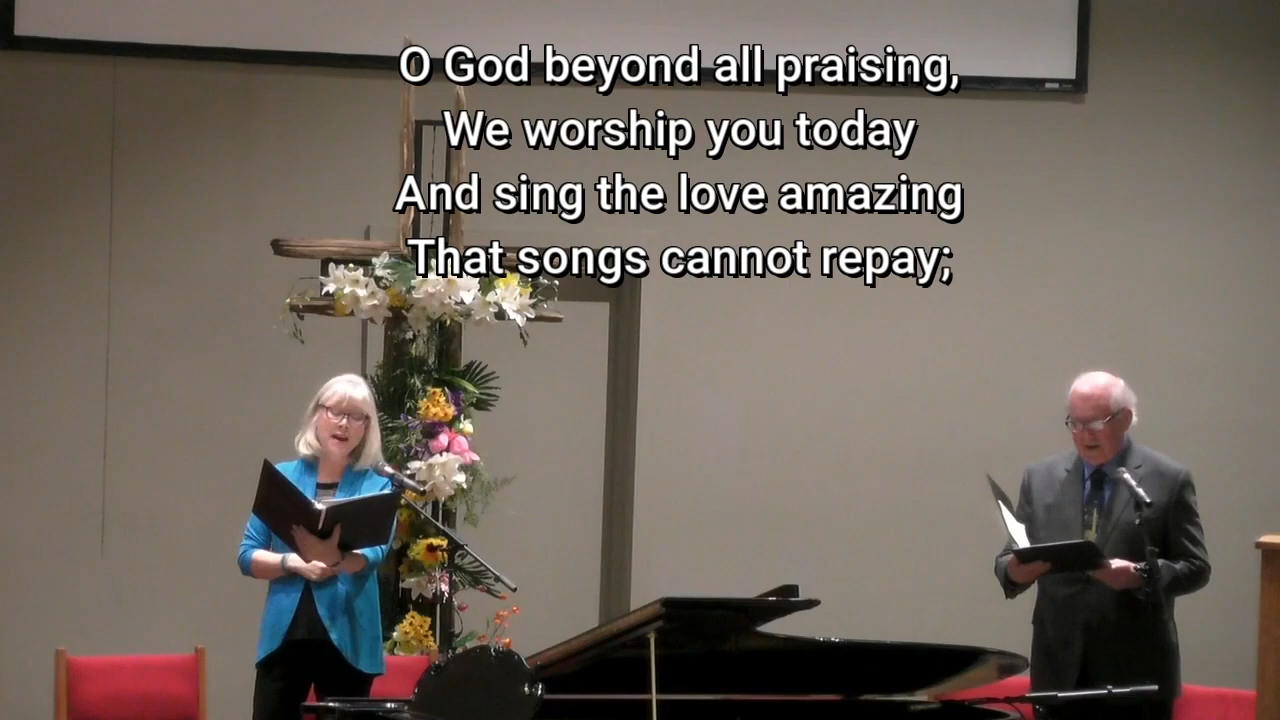 O God beyond all praising,
We worship you today
And sing the love amazing
That songs cannot repay;